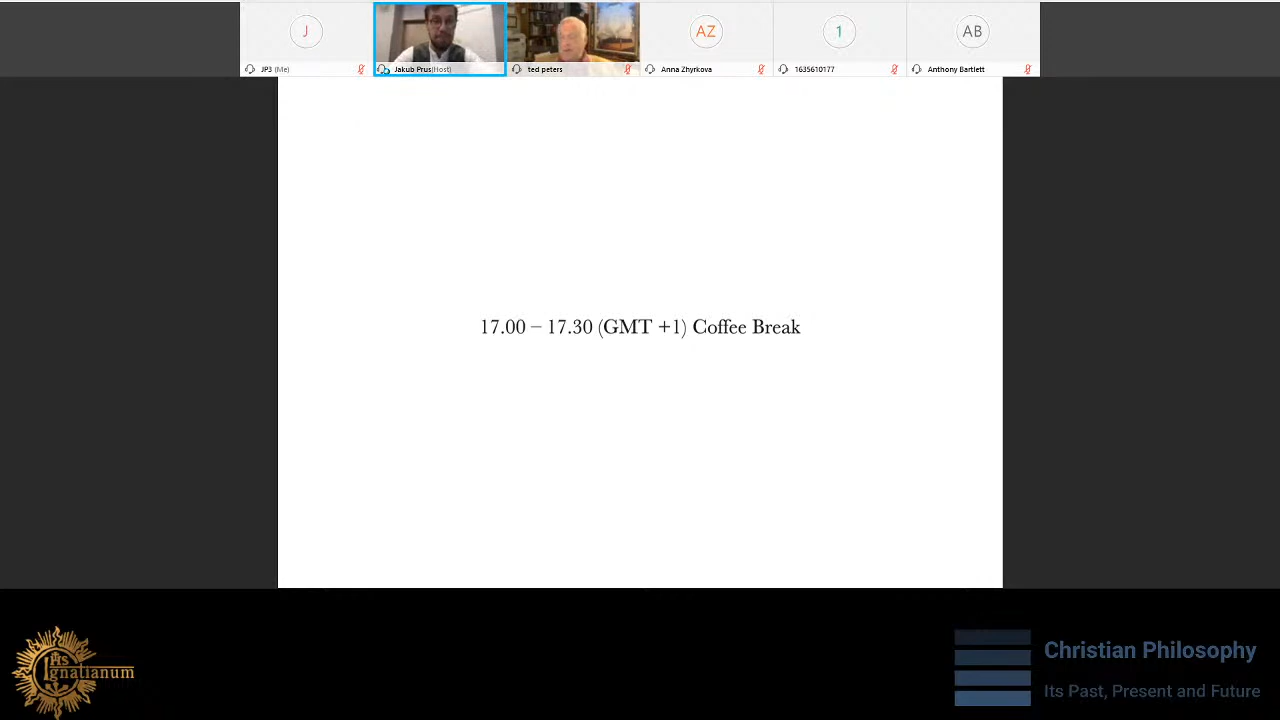 J
AZ
1
AB
JP3 (Me)
Jakub Prus(Host)
ted peters
Anna Zhyrkova
1635610177
Anthony Bartlett
17.00 – 17.30 (GMT +1) Coffee Break
IHS
Ignatianum
Christian Philosophy
Its Past, Present and Future